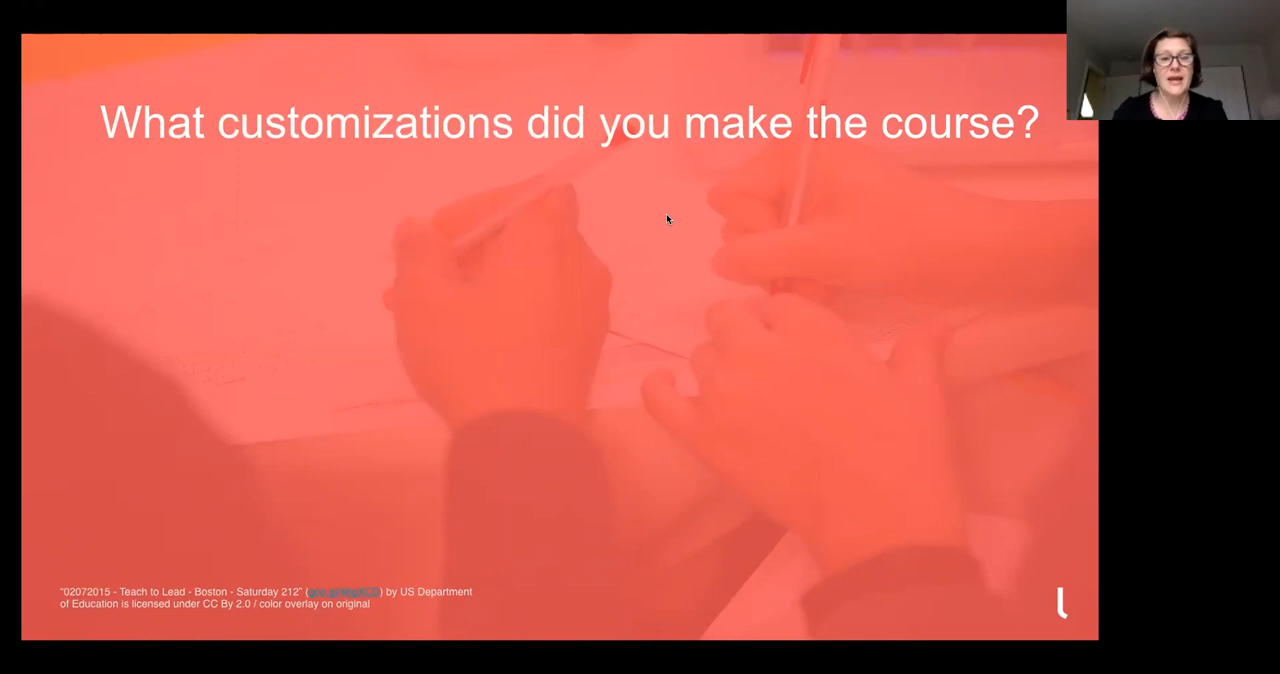 What customizations did you make the course?
"02072015 - Teach to Lead - Boston - Saturday 212" () by US Department
of Education is licensed under CC By 2.0 / color overlay on original
l